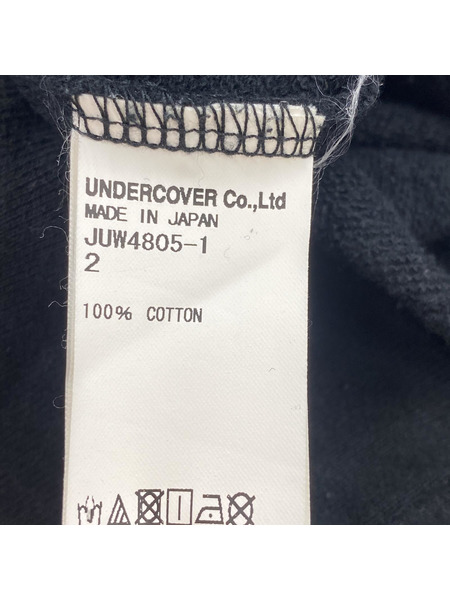 UNDERCOVER Co.,Ltd
MADE IN JAPAN
JUW4805-1
2
100% COTTON